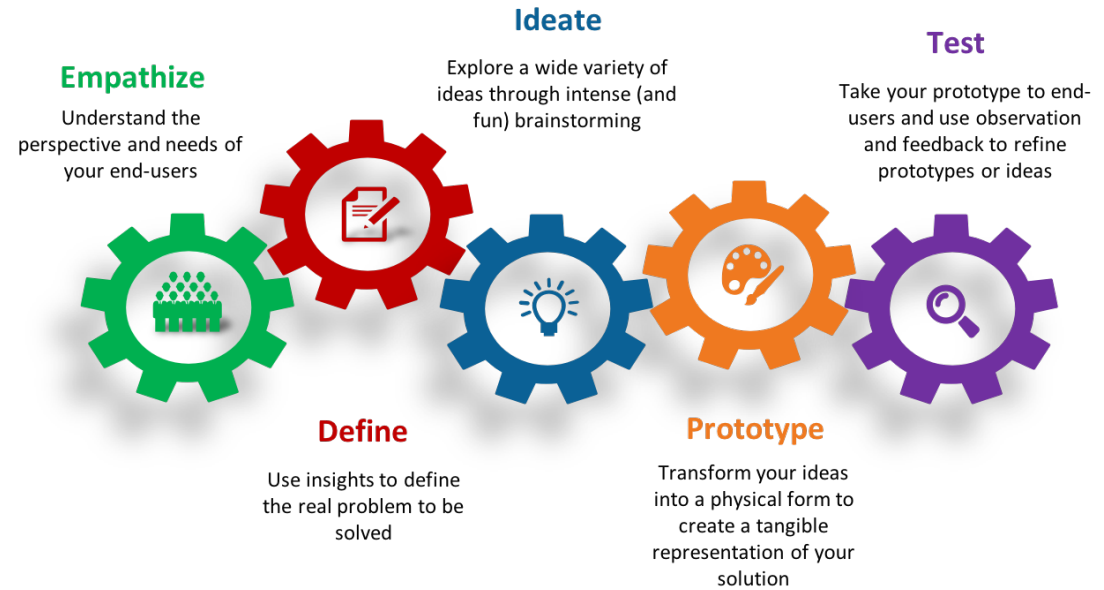 Empathize
Understand the
perspective and needs of
your end-users
Define
Use insights to define
the real problem to be
solved
Ideate
Explore a wide variety of
ideas through intense (and
fun) brainstorming
Prototype
Transform your ideas
into a physical form to
create a tangible
representation of your
solution
Test
Take your prototype to end-
users and use observation
and feedback to refine
prototypes or ideas